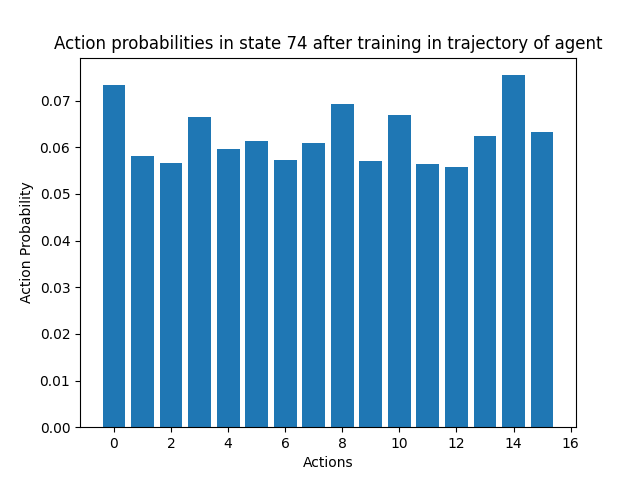 Action probabilities in state 74 after training in trajectory of agent
0.07
0.06
0.05
0.04
0.03
0.02
0.01
0.00
Action Probability
0 2 4 6 8 10 12 14 16
Actions